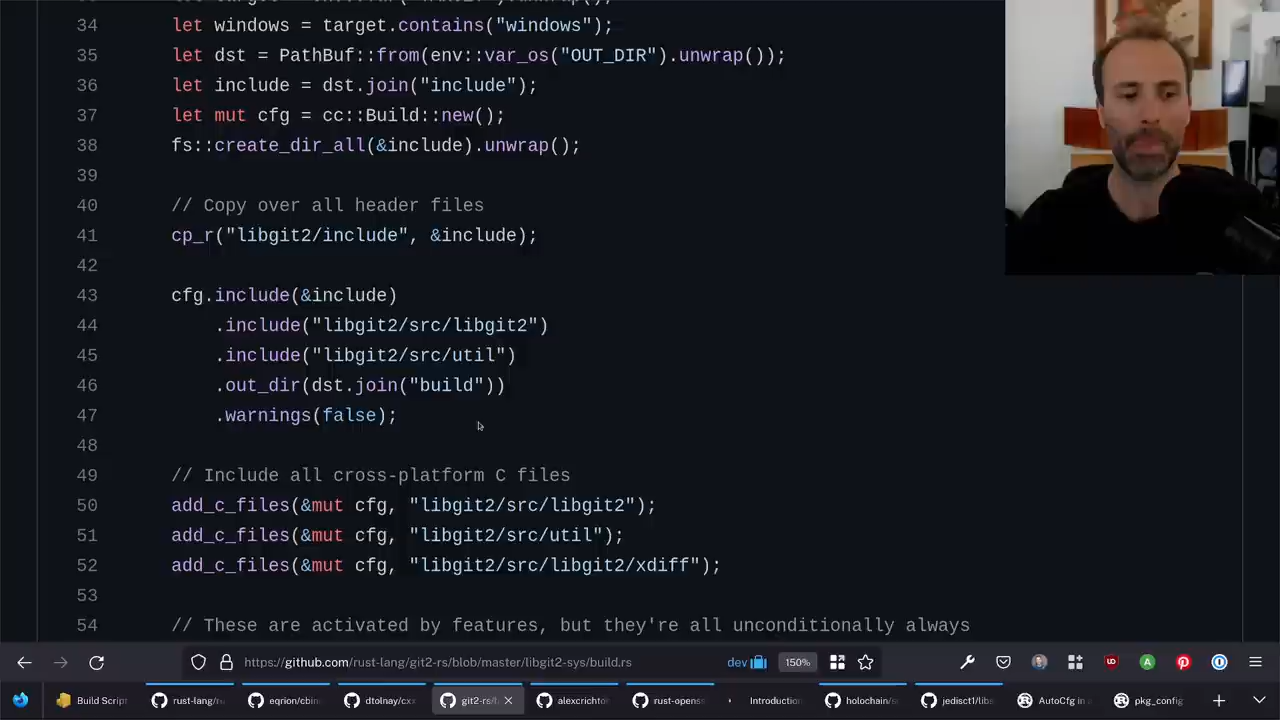 34 let windows = target.contains("windows");
35 let dst = PathBuf::from(env::var_os("OUT_DIR").unwrap());
36 let include = dst.join("include");
37 let mut cfg = cc::Build::new();
38 fs::create_dir_all(&include).unwrap();
39
40 // Copy over all header files
41 cp_r("libgit2/include", &include);
42
43 cfg.include(&include)
44 .include("libgit2/src/libgit2")
45 .include("libgit2/src/util")
46 .out_dir(dst.join("build"))
47 .warnings(false);
48
49 // Include all cross-platform C files
50 add_c_files(&mut cfg, "libgit2/src/libgit2");
51 add_c_files(&mut cfg, "libgit2/src/util");
52 add_c_files(&mut cfg, "libgit2/src/libgit2/xdiff");
53
54 // These are activated by features, but they're all unconditionally always
https://github.com/rust-lang/git2-rs/blob/master/libgit2-sys/build.rs dev 150%
Build Script rust-lang/ru eqrion/cbin dtolnay/cxx git2-rs/l alexcrichto rust-openss Introduction holochain/s jedisct1/libs AutoCfg in a pkg_config